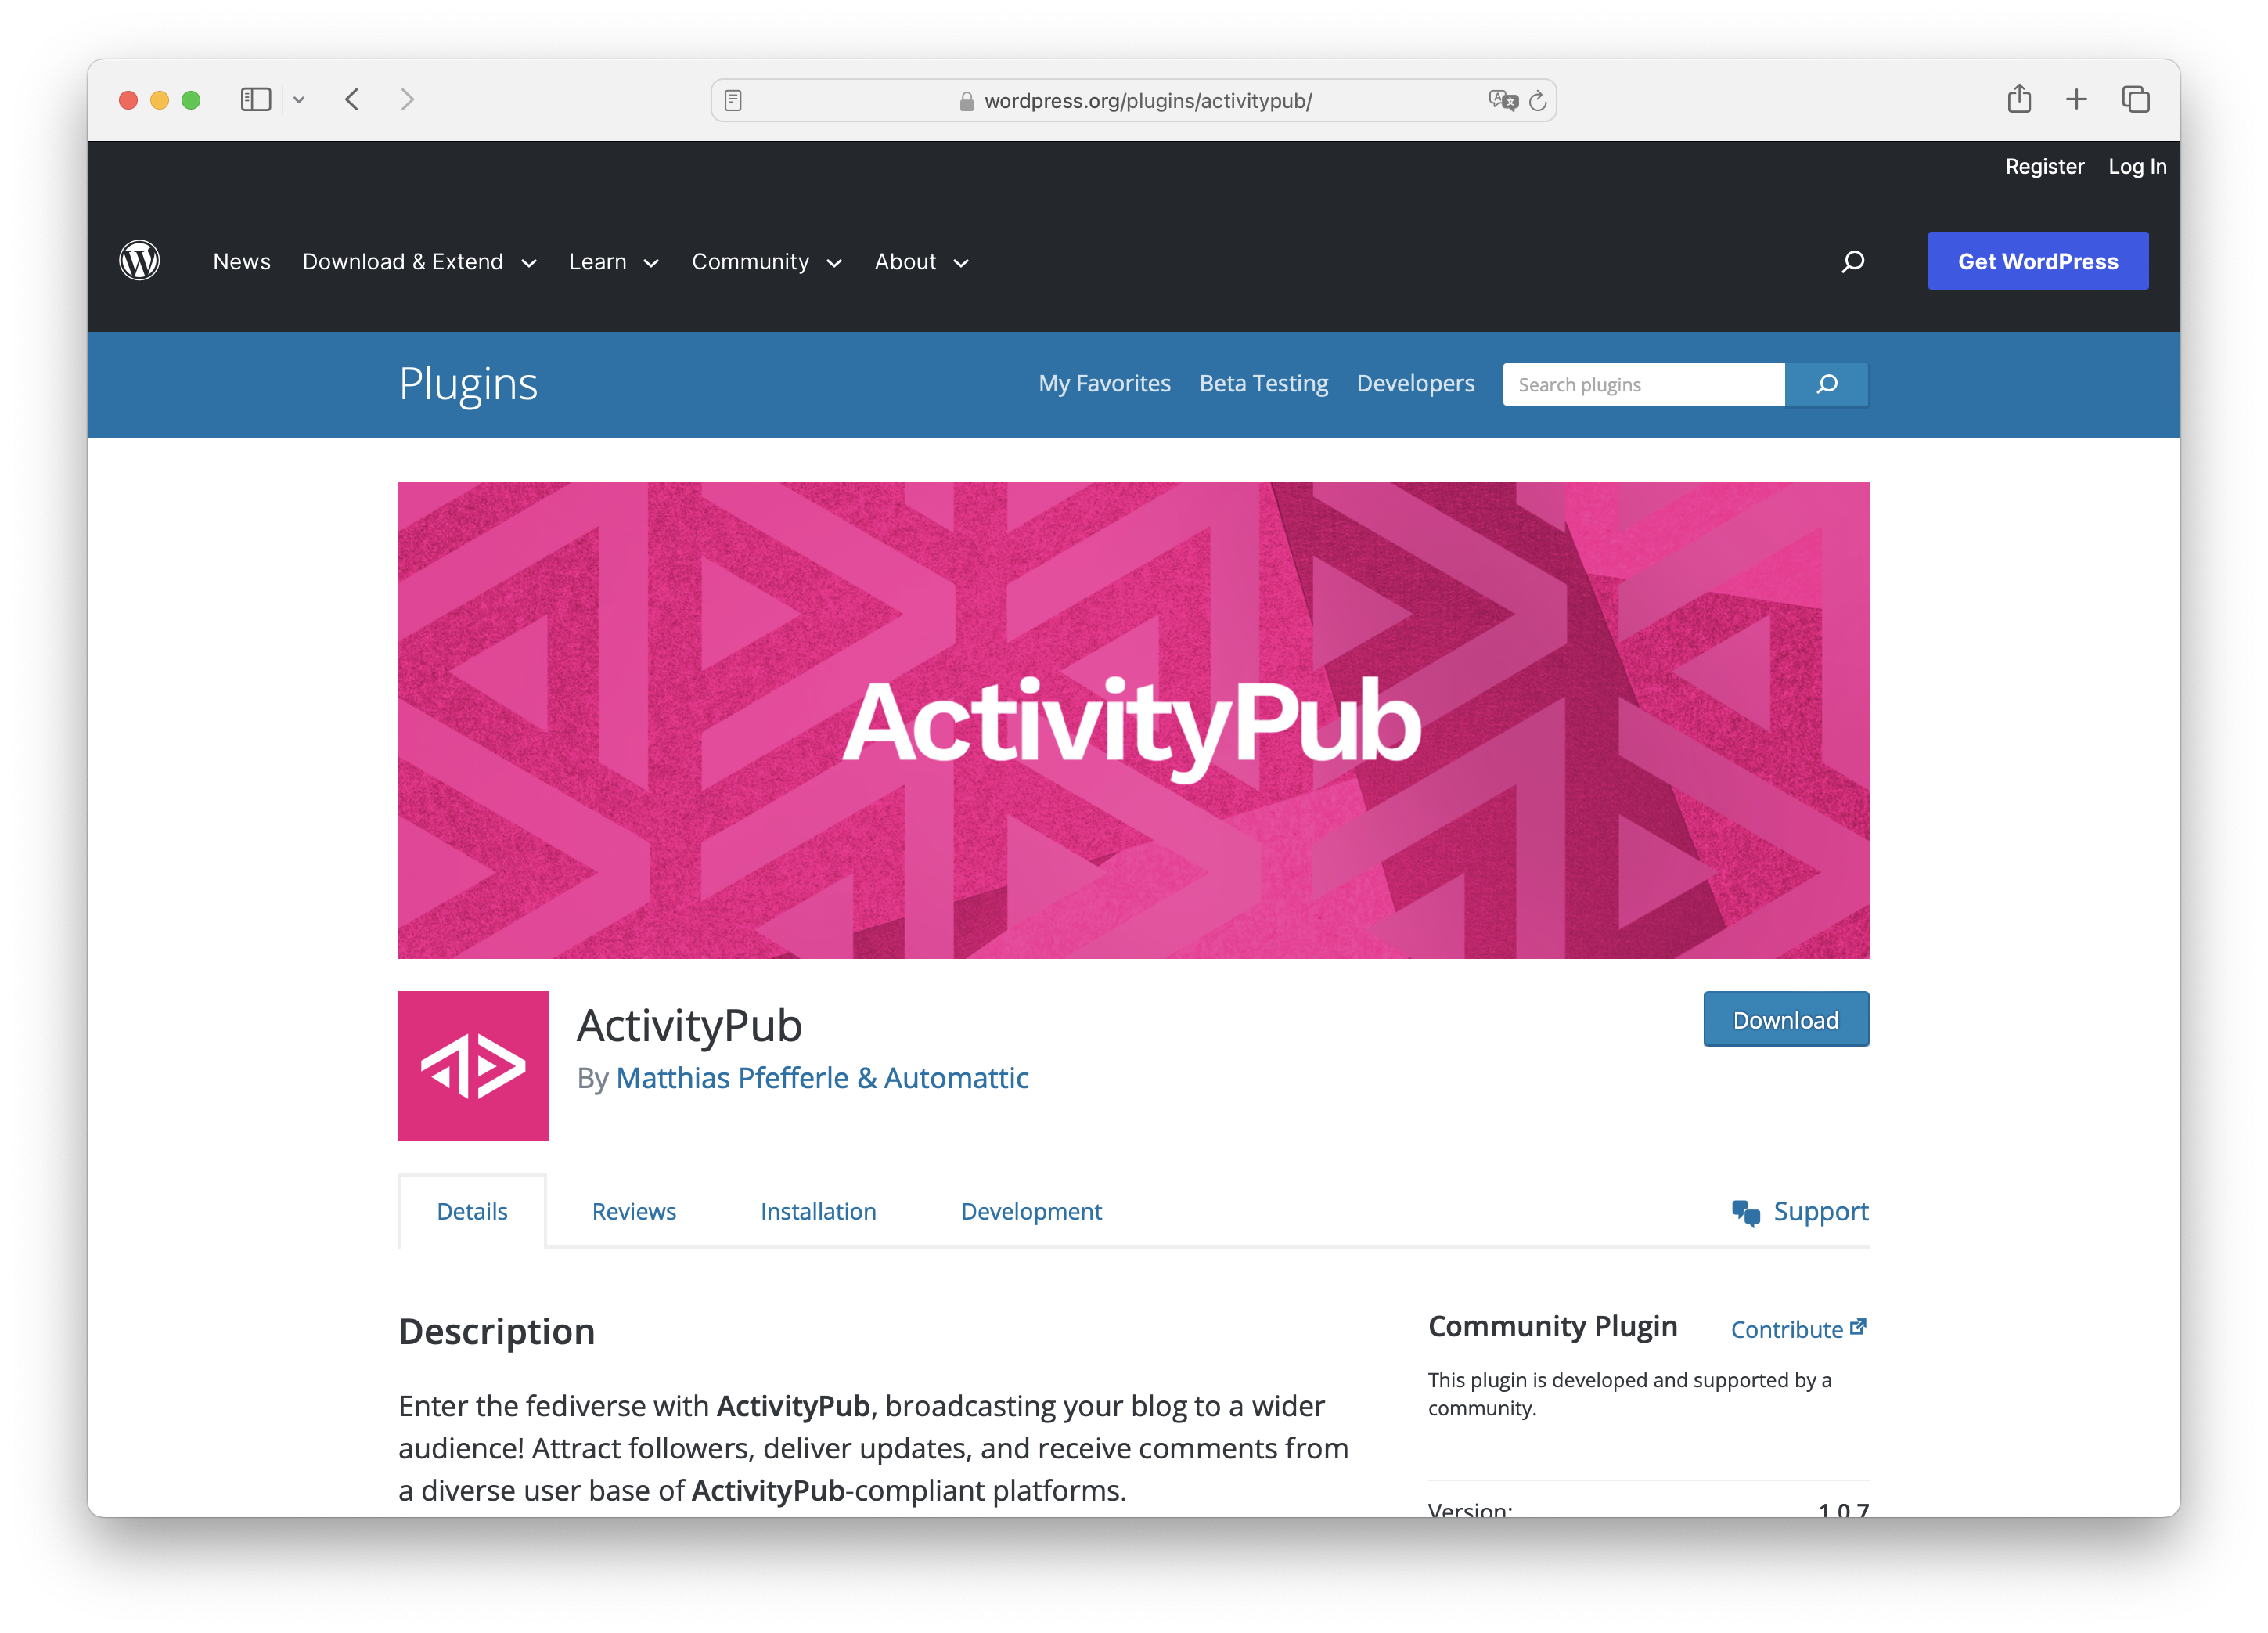 wordpress.org/plugins/activitypub/
Register Log In
News Download & Extend Learn Community About Get WordPress
Plugins My Favorites Beta Testing Developers Search plugins
ActivityPub
ActivityPub Download
By Matthias Pfefferle & Automattic
Details Reviews Installation Development Support
Description
Enter the fediverse with ActivityPub, broadcasting your blog to a wider
audience! Attract followers, deliver updates, and receive comments from
a diverse user base of ActivityPub-compliant platforms.
Community Plugin Contribute
This plugin is developed and supported by a
community.
Version: 1.0.7